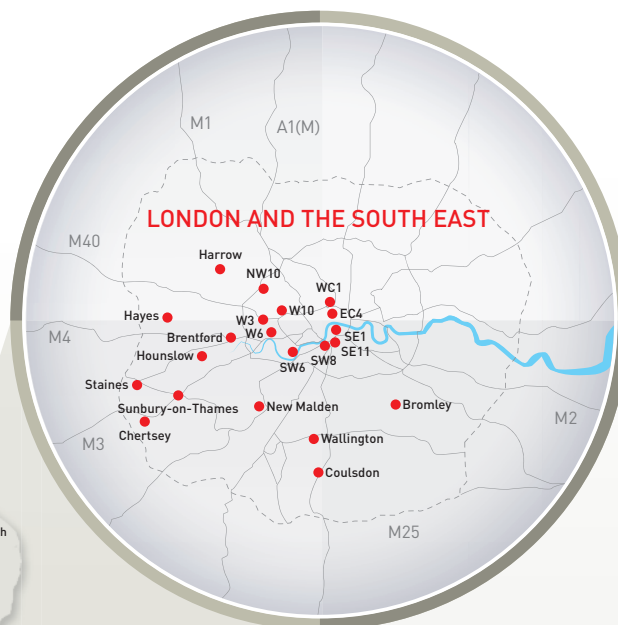 M1
A1(M)
LONDON AND THE SOUTH EAST
M40
Harrow
NW10
WC1
Hayes
W10
EC4
W3
M4
Brentford
W6
SE1
Hounslow
SE11
SW8
SW6
Staines
Sunbury-on-Thames
New Malden
Bromley
Chertsey
M2
M3
Wallington
Coulsdon
M25